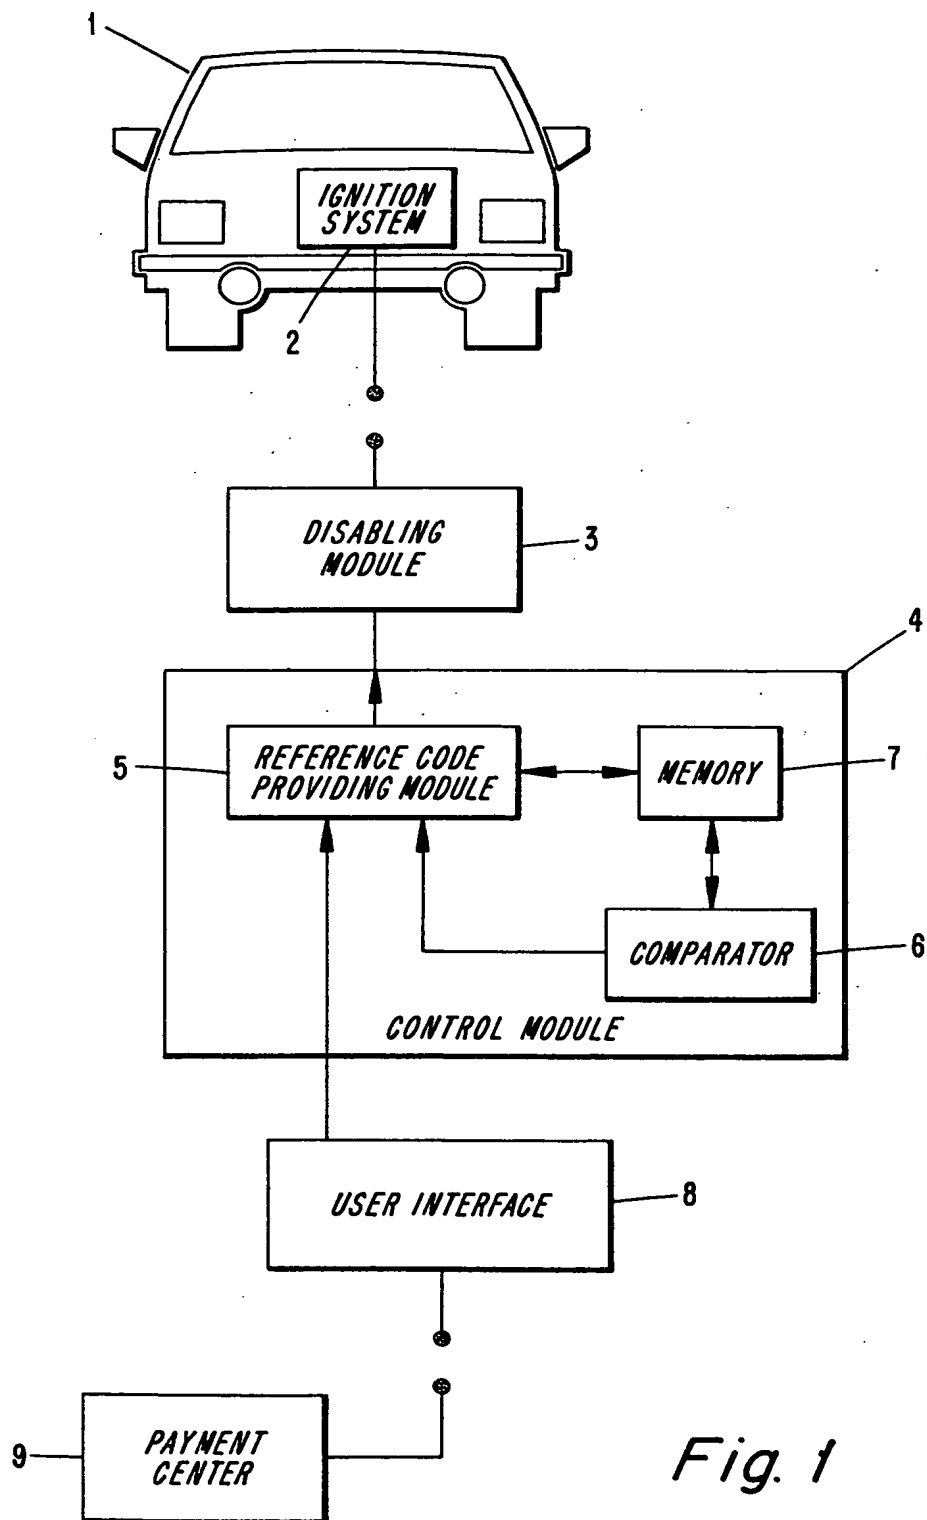 1
IGNITION
SYSTEM
2
DISABLING
MODULE
3
4
5
REFERENCE CODE
PROVIDING MODULE
MEMORY
7
COMPARATOR
6
CONTROL MODULE
USER INTERFACE
8
9
PAYMENT
CENTER
Fig. 1